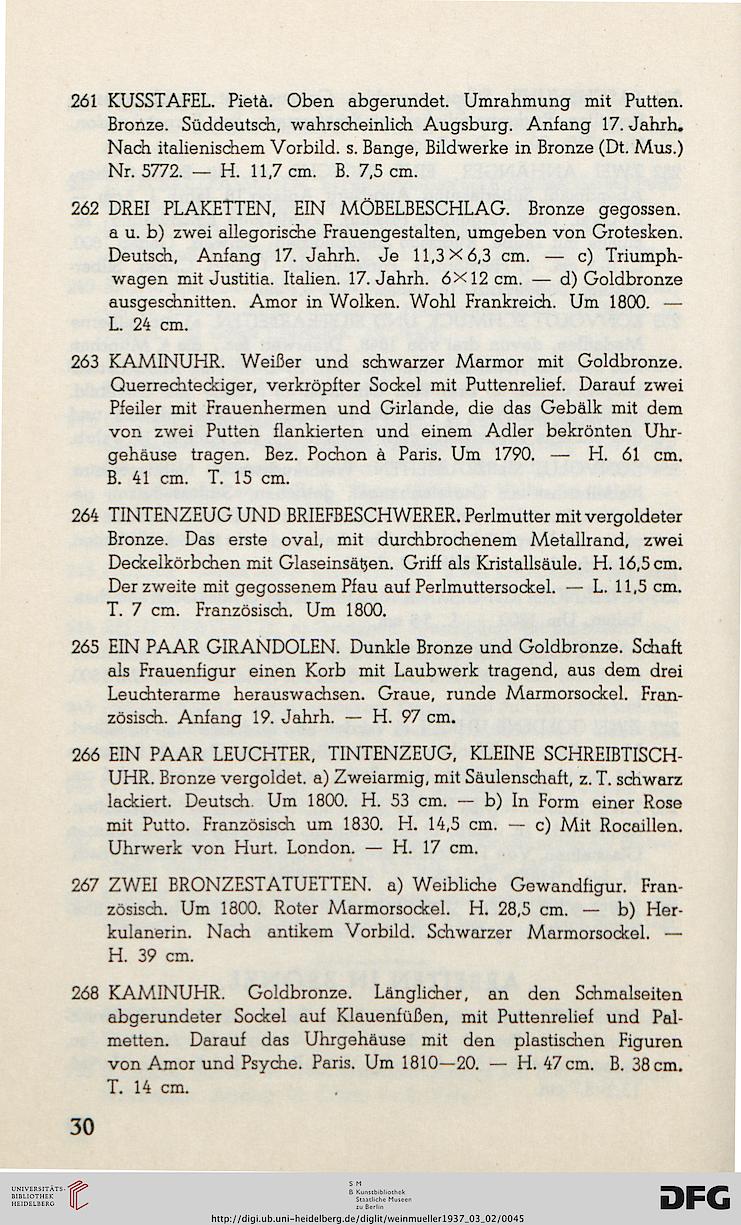 261 KUSSTAFEL. Pietà. Oben abgerundet. Umrahmung mit Putten.
Bronze. Süddeutsch, wahrscheinlich Augsburg. Anfang 17. Jahrh.
Nach italienischem Vorbild. s. Bange, Bildwerke in Bronze (Dt. Mus.)
Nr. 5772. — H. 11,7 cm. B. 7,5 cm.
262 DREI PLAKETTEN, EIN MÖBELBESCHLAG. Bronze gegossen.
a u. b) zwei allegorische Frauengestalten, umgeben von Grotesken.
Deutsch, Anfang 17. Jahrh. Je 11,3×6,3 cm. — c) Triumph-
wagen mit Justitia. Italien. 17. Jahrh. 6×12 cm. — d) Goldbronze
ausgeschnitten. Amor in Wolken. Wohl Frankreich. Um 1800. —
L. 24 cm.
263 KAMINUHR. Weißer und schwarzer Marmor mit Goldbronze.
Querrechteckiger, verkröpfter Sockel mit Puttenrelief. Darauf zwei
Pfeiler mit Frauenhermen und Girlande, die das Gebälk mit dem
von zwei Putten flankierten und einem Adler bekrönten Uhr-
gehäuse tragen. Bez. Pochon à Paris. Um 1790. — H. 61 cm.
B. 41 cm. T. 15 cm.
264 TINTENZEUG UND BRIEFBESCHWERER. Perlmutter mit vergoldeter
Bronze. Das erste oval, mit durchbrochenem Metallrand, zwei
Deckelkörbchen mit Glaseinsätzen. Griff als Kristallsäule. H. 16,5 cm.
Der zweite mit gegossenem Pfau auf Perlmuttersockel. — L. 11,5 cm.
T. 7 cm. Französisch. Um 1800.
265 EIN PAAR GIRANDOLEN. Dunkle Bronze und Goldbronze. Schaft
als Frauenfigur einen Korb mit Laubwerk tragend, aus dem drei
Leuchterarme herauswachsen. Graue, runde Marmorsockel. Fran-
zösisch. Anfang 19. Jahrh. — H. 97 cm.
266 EIN PAAR LEUCHTER, TINTENZEUG, KLEINE SCHREIBTISCH-
UHR. Bronze vergoldet. a) Zweiarmig, mit Säulenschaft, z. T. schwarz
lackiert. Deutsch. Um 1800. H. 53 cm. — b) In Form einer Rose
mit Putto. Französisch um 1830. H. 14,5 cm. — c) Mit Rocaillen.
Uhrwerk von Hurt. London. — H. 17 cm.
267 ZWEI BRONZESTATUETTEN. a) Weibliche Gewandfigur. Fran-
zösisch. Um 1800. Roter Marmorsockel. H. 28,5 cm. — b) Her-
kulanerin. Nach antikem Vorbild. Schwarzer Marmorsockel. —
H. 39 cm.
268 KAMINUHR. Goldbronze. Länglicher, an den Schmalseiten
abgerundeter Sockel auf Klauenfüßen, mit Puttenrelief und Pal-
metten. Darauf das Uhrgehäuse mit den plastischen Figuren
von Amor und Psyche. Paris. Um 1810—20. — H. 47 cm. B. 38 cm.
T. 14 cm.
30
UNIVERSITÄTS-
BIBLIOTHEK
HEIDELBERG
S M
B Kunstbibliothek
Staatliche Museen
zu Berlin
http://digi.ub.uni-heidelberg.de/diglit/weinmueller1937_03_02/0045
DFG